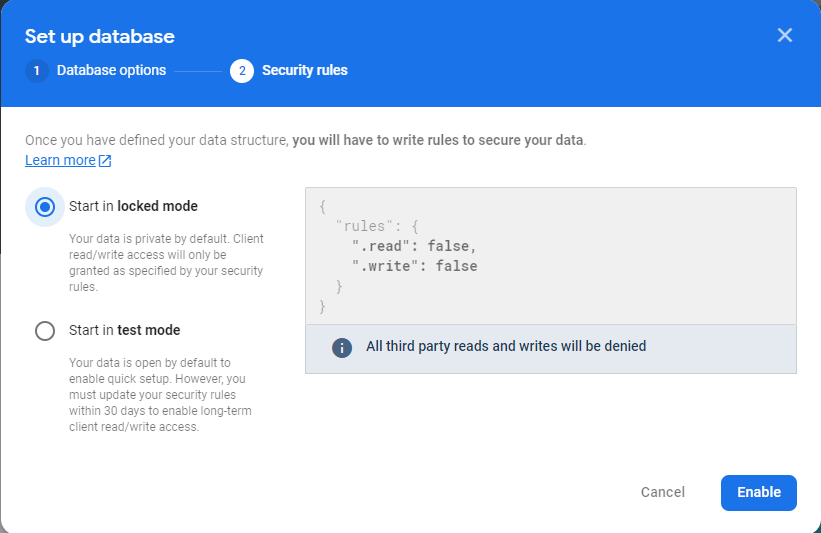 Set up database
1 Database options
2 Security rules
Once you have defined your data structure, you will have to write rules to secure your data.
Learn more
Start in locked mode
Your data is private by default. Client
read/write access will only be
granted as specified by your security
rules.
Start in test mode
Your data is open by default to
enable quick setup. However, you
must update your security rules
within 30 days to enable long-term
client read/write access.
{
"rules": {
".read": false,
".write": false
}
}
All third party reads and writes will be denied
Cancel
Enable